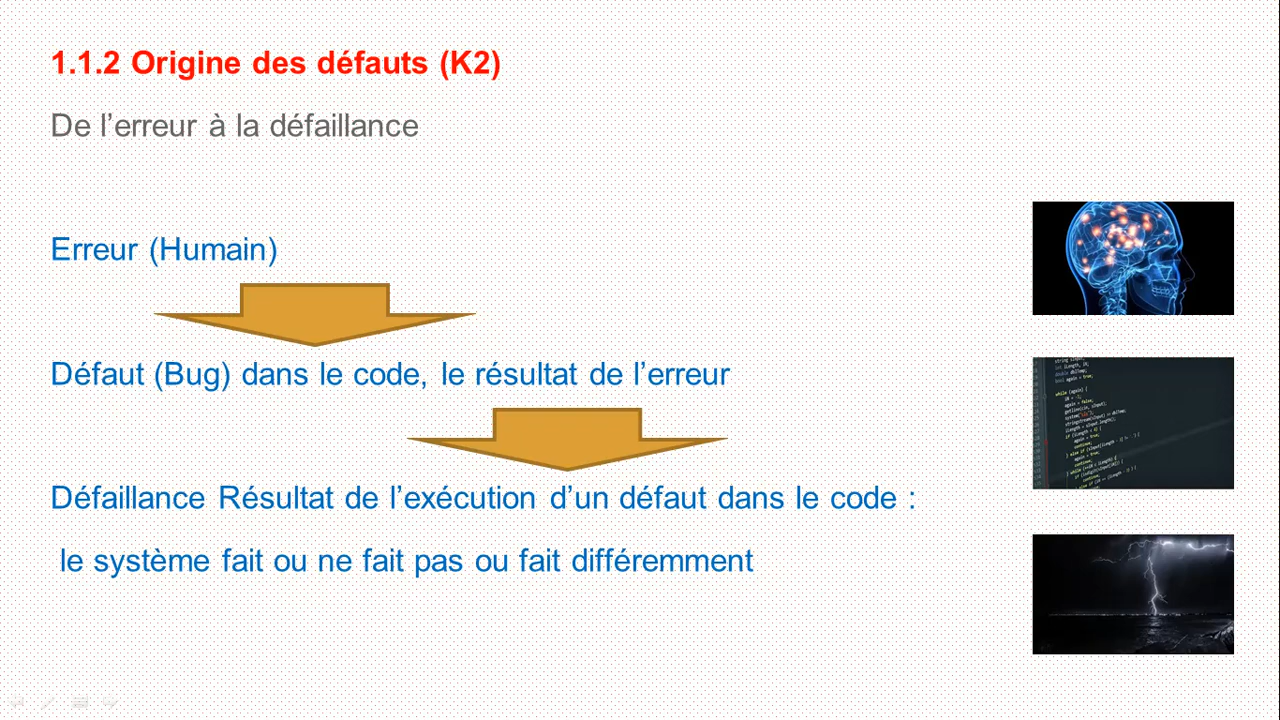 1.1.2 Origine des défauts (K2)
De l’erreur à la défaillance
Erreur (Humain)
Défaut (Bug) dans le code, le résultat de l’erreur
Défaillance Résultat de l’exécution d’un défaut dans le code :
le système fait ou ne fait pas ou fait différemment
while (again) {